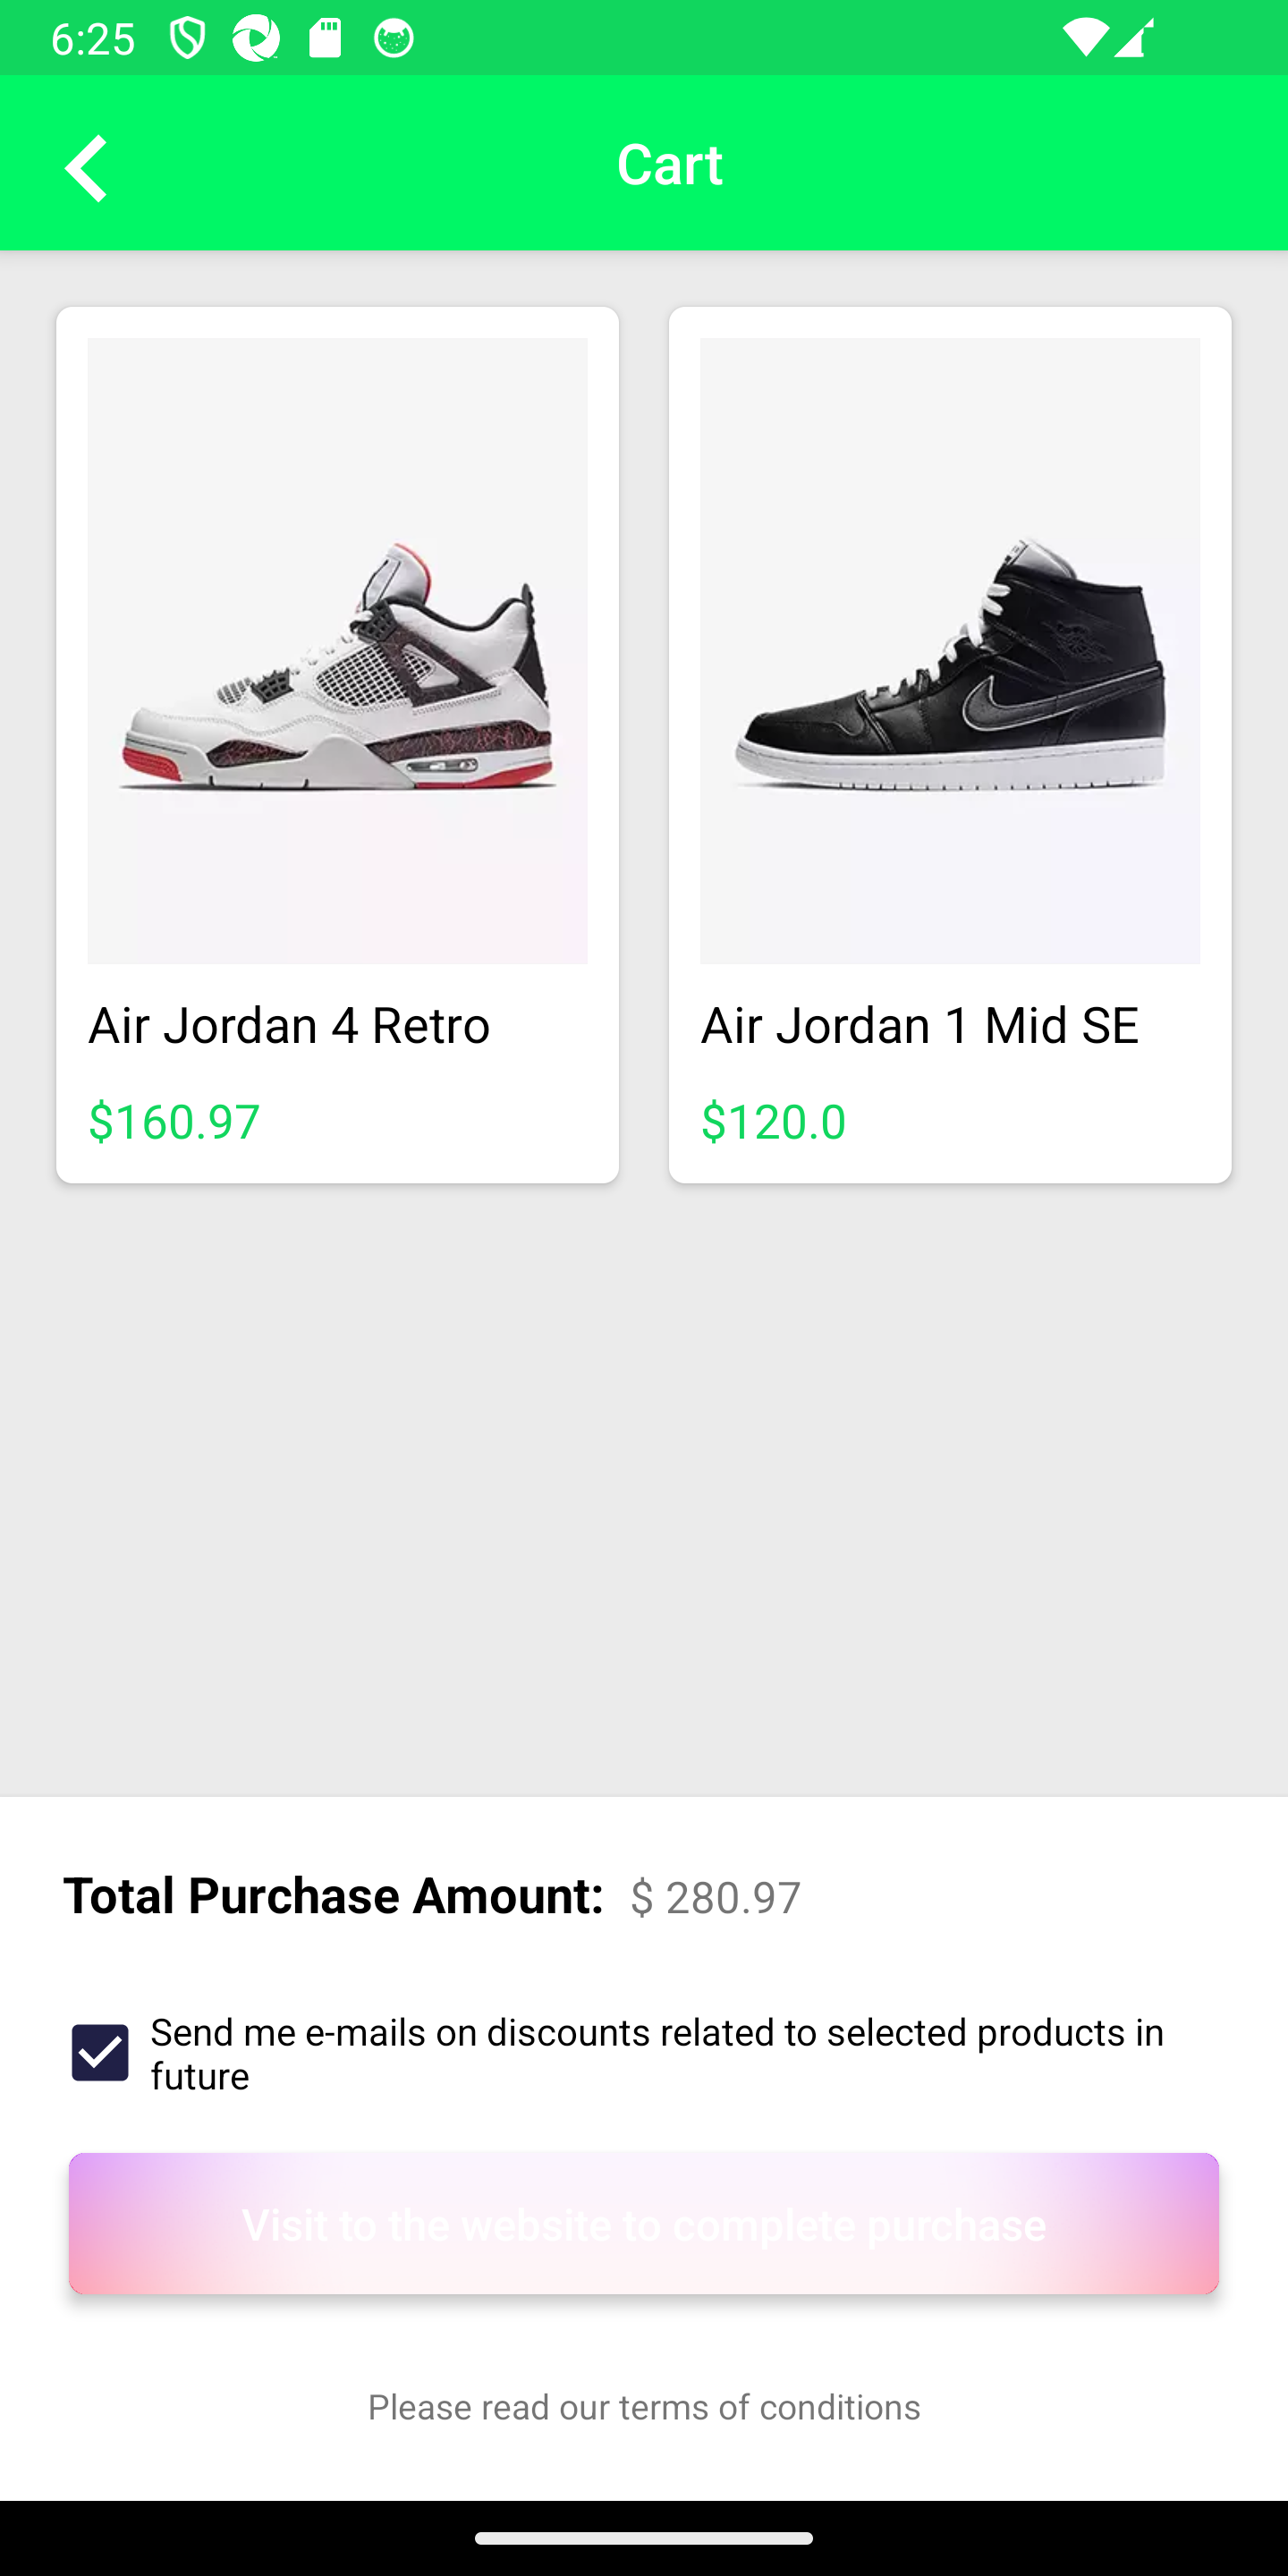 6:25
Cart
Air Jordan 4 Retro
$160.97
Air Jordan 1 Mid SE
$120.0
Total Purchase Amount: $ 280.97
Send me e-mails on discounts related to selected products in
future
Visit to the website to complete purchase
Please read our terms of conditions